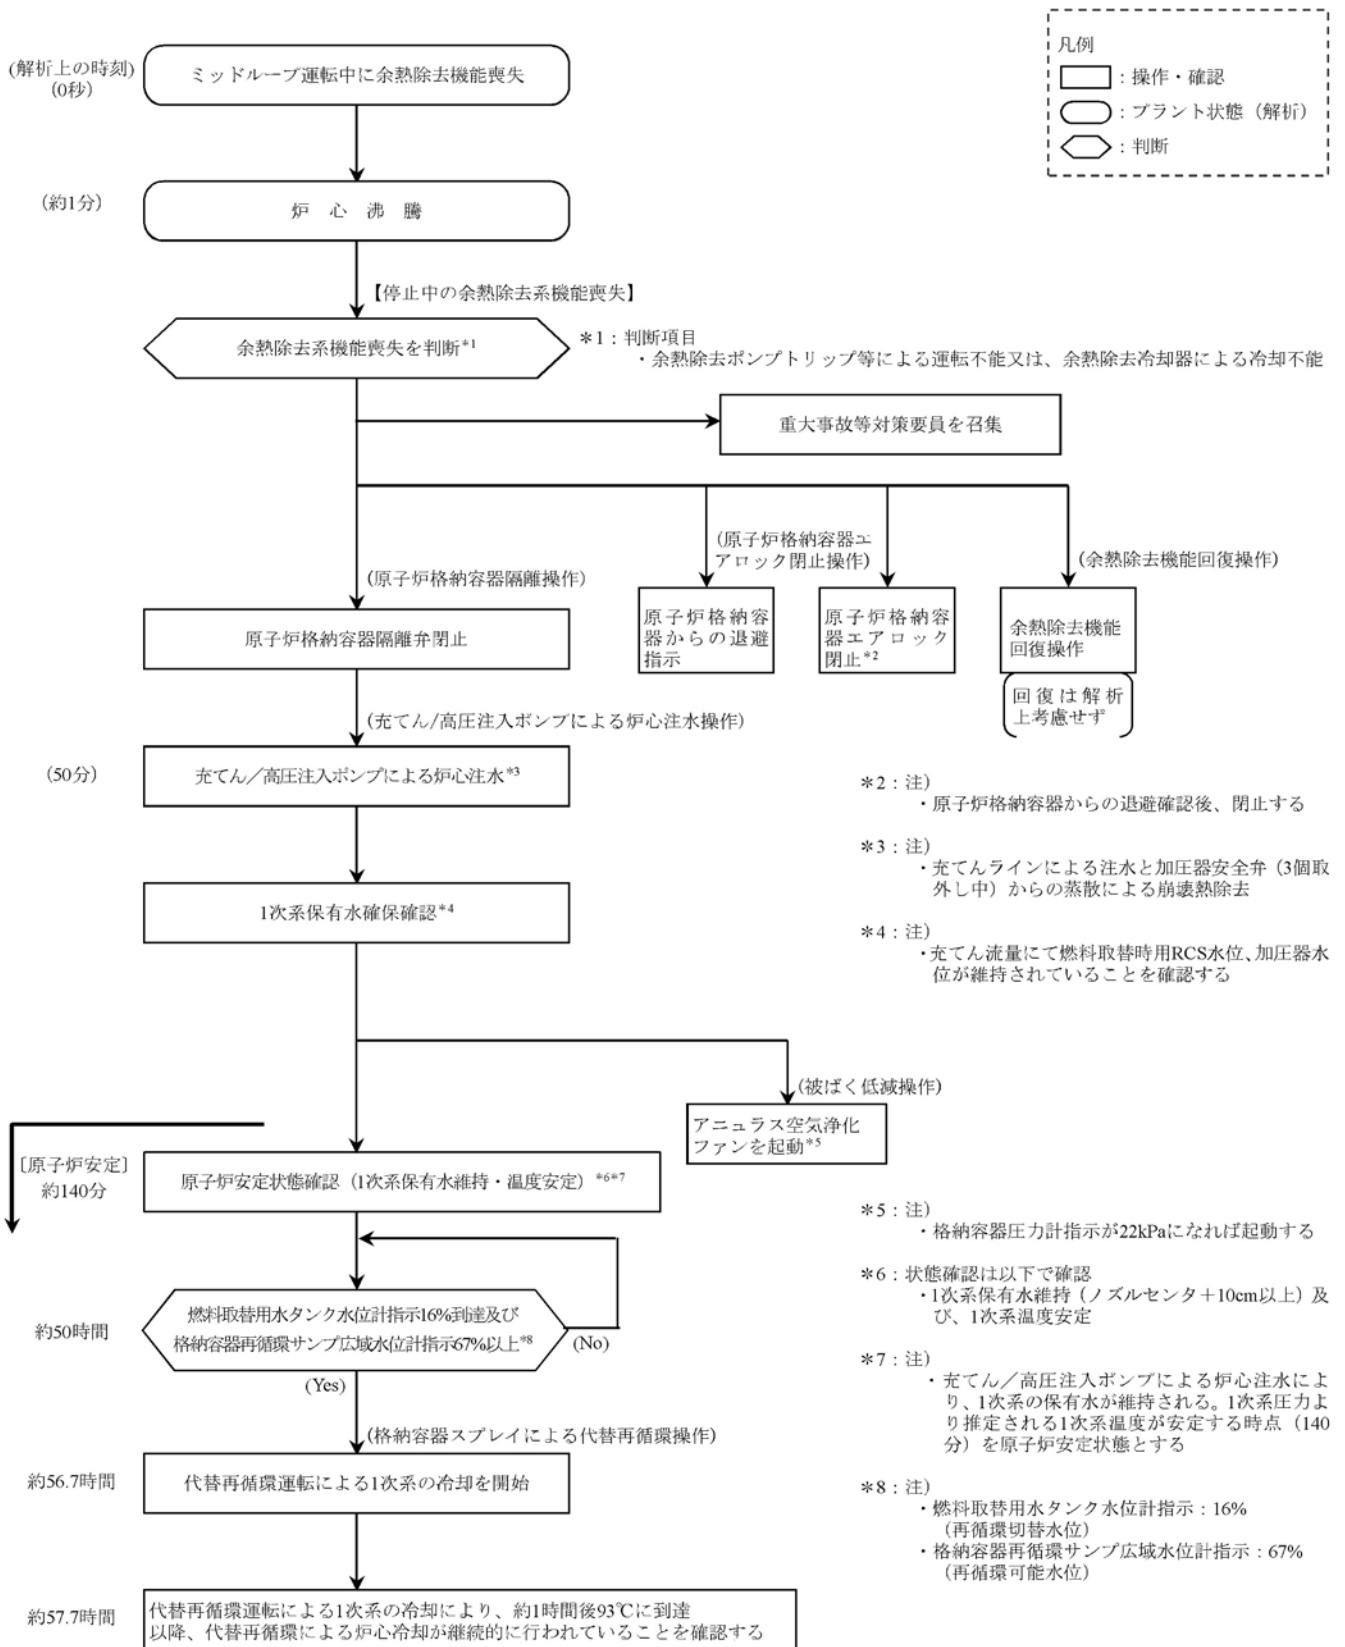 凡例
：操作・確認
：プラント状態（解析）
：判断
(解析上の時刻)
(0秒)
ミッドループ運転中に余熱除去機能喪失
(約1分)
炉　心　沸　騰
【停止中の余熱除去系機能喪失】
余熱除去系機能喪失を判断*1
＊1：判断項目
・余熱除去ポンプトリップ等による運転不能又は、余熱除去冷却器による冷却不能
重大事故等対策要員を召集
(原子炉格納容器隔離操作)
原子炉格納容器隔離弁閉止
(原子炉格納容器エ
アロック閉止操作)
(余熱除去機能回復操作)
原子炉格納容
器からの退避
指示
原子炉格納容
器エアロック
閉止*2
余熱除去機能
回復操作
回復は解析
上考慮せず
(充てん/高圧注入ポンプによる炉心注水操作)
(50分)
充てん／高圧注入ポンプによる炉心注水*3
＊2：注)
・原子炉格納容器からの退避確認後、閉止する
＊3：注)
・充てんラインによる注水と加圧器安全弁（3個取
外し中）からの蒸散による崩壊熱除去
1次系保有水確保確認*4
＊4：注)
・充てん流量にて燃料取替時用RCS水位、加圧器水
位が維持されていることを確認する
(被ばく低減操作)
アニュラス空気浄化
ファンを起動*5
〔原子炉安定〕
約140分
原子炉安定状態確認（1次系保有水維持・温度安定）*6*7
＊5：注)
・格納容器圧力計指示が22kPaになれば起動する
＊6：状態確認は以下で確認
・1次系保有水維持（ノズルセンタ＋10cm以上）及
び、1次系温度安定
約50時間
燃料取替用水タンク水位計指示16%到達及び
格納容器再循環サンプ広域水位計指示67%以上*8
(No)
(Yes)
＊7：注)
・充てん／高圧注入ポンプによる炉心注水によ
り、1次系の保有水が維持される。1次系圧力よ
り推定される1次系温度が安定する時点（140
分）を原子炉安定状態とする
(格納容器スプレイによる代替再循環操作)
約56.7時間
代替再循環運転による1次系の冷却を開始
＊8：注)
・燃料取替用水タンク水位計指示：16%
（再循環切替水位）
・格納容器再循環サンプ広域水位計指示：67%
（再循環可能水位）
約57.7時間
代替再循環運転による1次系の冷却により、約1時間後93℃に到達
以降、代替再循環による炉心冷却が継続的に行われていることを確認する